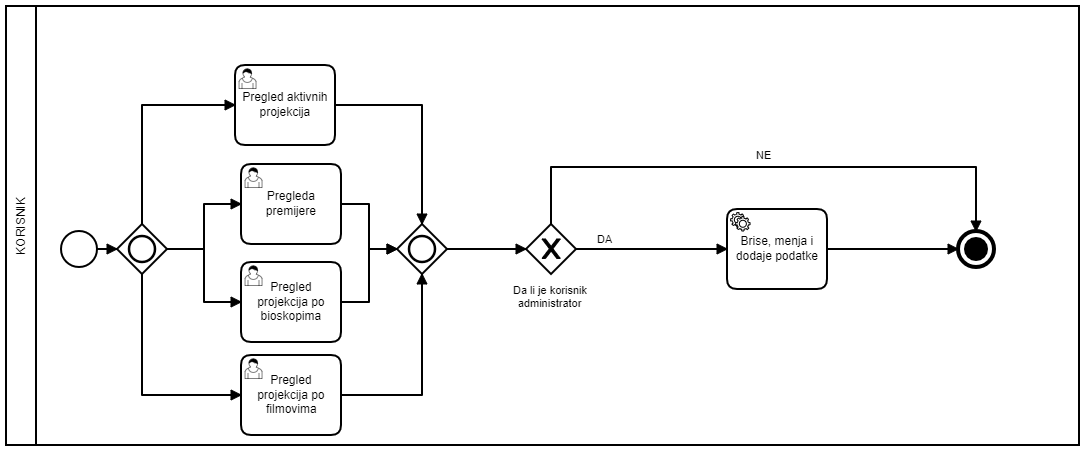 KORISNIK
Pregled aktivnih
projekcija
Pregleda
premijere
Pregled
projekcija po
bioskopima
Pregled
projekcija po
filmovima
X
Da li je korisnik
administrator
NE
DA
Brise, menja i
dodaje podatke